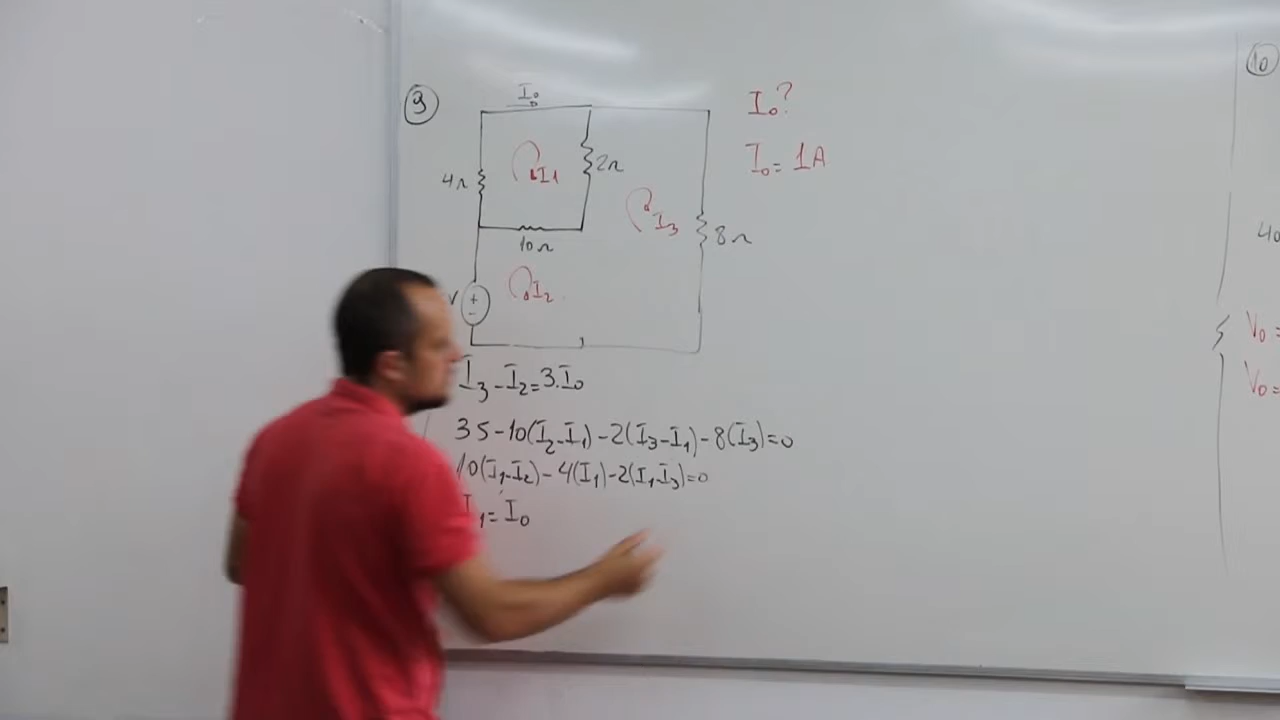 9
I₀
I₀?
I₀ = 1A
4Ω
I1
2Ω
I3
8Ω
10Ω
I2
V
+
-
I3 - I2 = 3.I₀
35 - 10(I2 - I1) - 2(I3 - I1) - 8(I3) = 0
10(I1 - I2) - 4(I1) - 2(I1 - I3) = 0
I1 = I₀
10
40
V₀ =
V₀ =